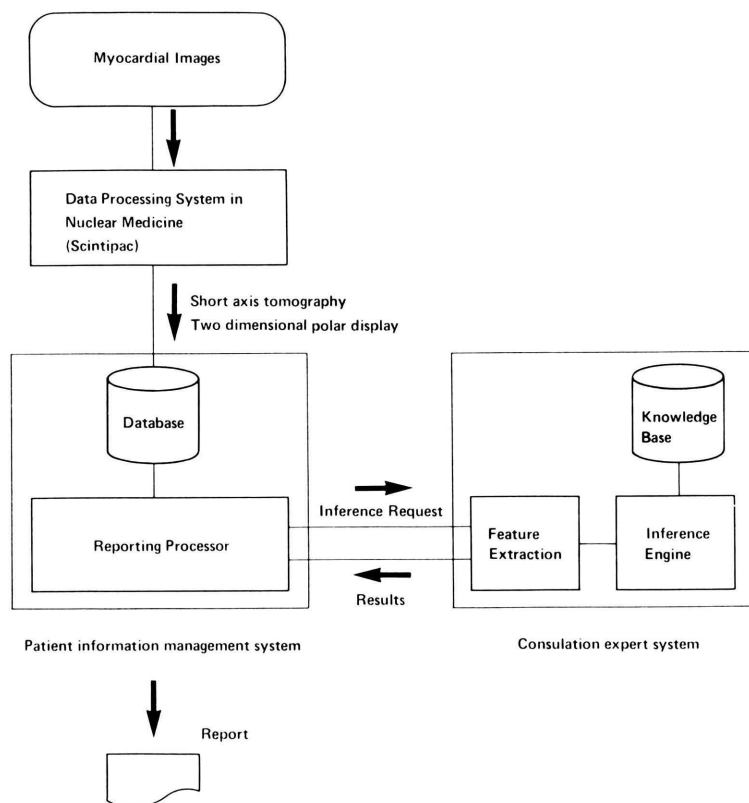 Myocardial Images
Data Processing System in
Nuclear Medicine
(Scintipac)
Short axis tomography
Two dimensional polar display
Database
Knowledge
Base
Inference Request
Reporting Processor
Feature
Extraction
Inference
Engine
Results
Patient information management system
Consulation expert system
Report